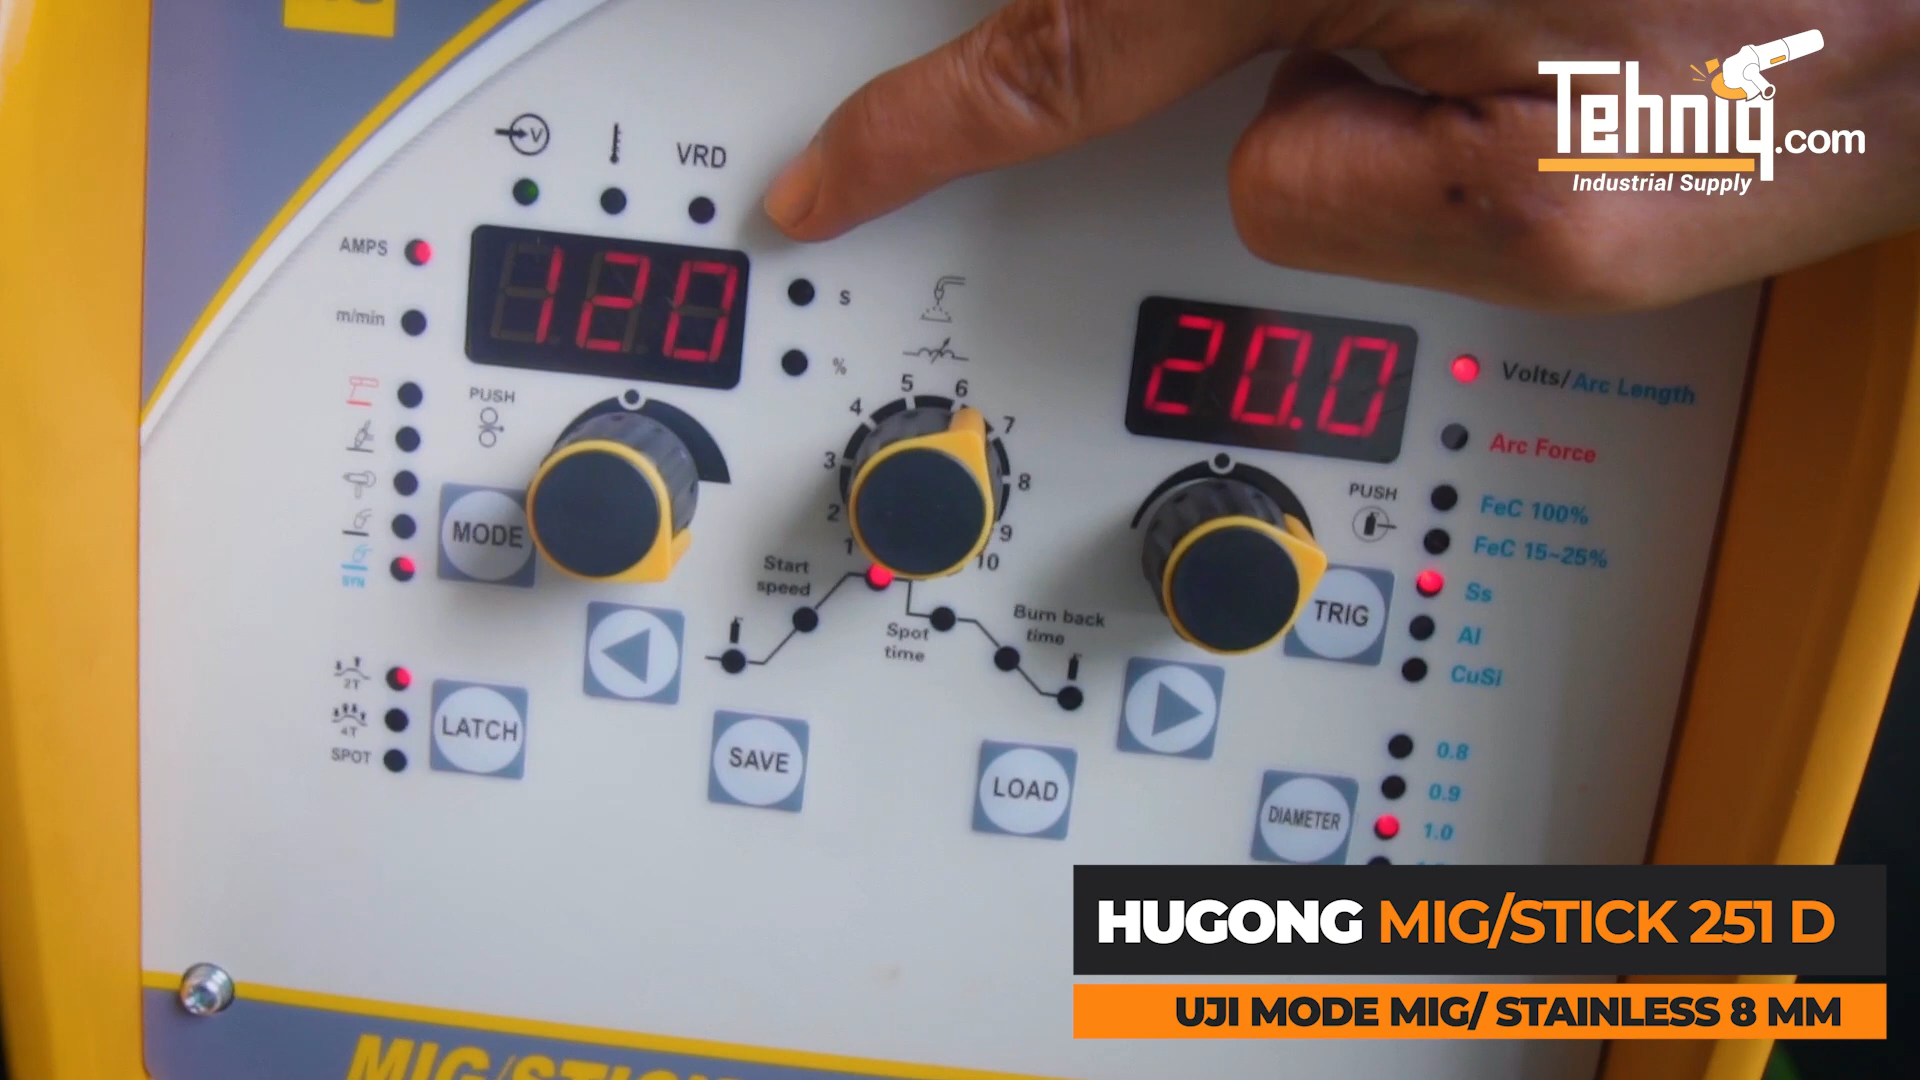 Tehniq.com
Industrial Supply
V
VRD
AMPS
120
s
m/min
%
20.0
Volts/Arc Length
Arc Force
PUSH
1
2
3
4
5
6
7
8
9
10
PUSH
FeC 100%
FeC 15~25%
MODE
SYN
Start
speed
Spot
time
Burn back
time
TRIG
Ss
Al
CuSi
2T
4T
SPOT
LATCH
SAVE
LOAD
DIAMETER
0.8
0.9
1.0
HUGONG MIG/STICK 251 D
UJI MODE MIG/ STAINLESS 8 MM
MIG/STICK